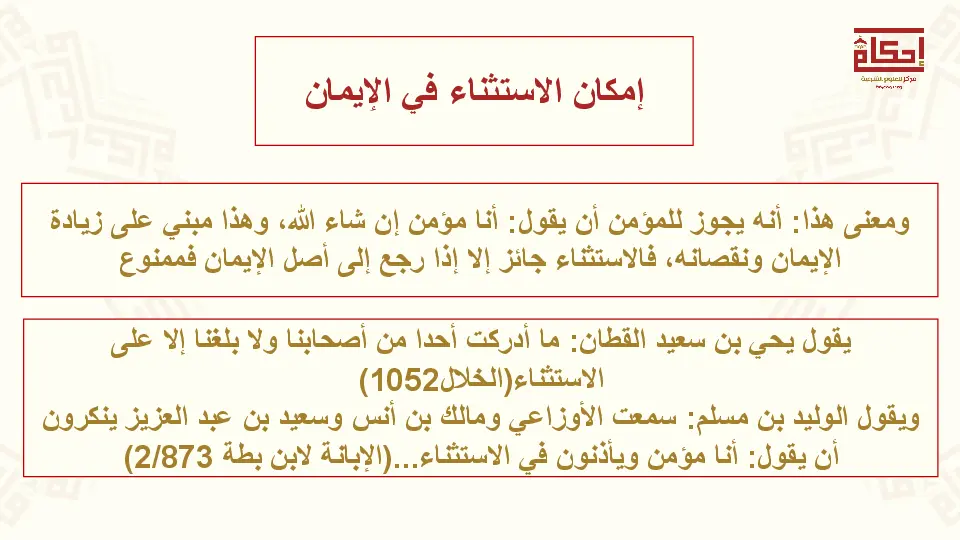 إحكام
مركز للعلوم الشرعية
إمكان الاستثناء في الإيمان
ومعنى هذا: أنه يجوز للمؤمن أن يقول: أنا مؤمن إن شاء الله، وهذا مبني على زيادة
الإيمان ونقصانه، فالاستثناء جائز إلا إذا رجع إلى أصل الإيمان فممنوع
يقول يحي بن سعيد القطان: ما أدركت أحدا من أصحابنا ولا بلغنا إلا على
الاستثناء(الخلال1052)
ويقول الوليد بن مسلم: سمعت الأوزاعي ومالك بن أنس وسعيد بن عبد العزيز ينكرون
أن يقول: أنا مؤمن ويأذنون في الاستثناء...(الإبانة لابن بطة 2/873)